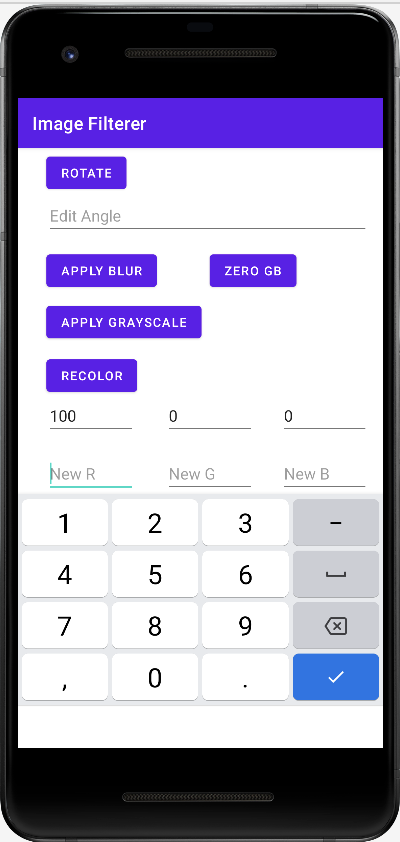 Image Filterer
ROTATE
Edit Angle
APPLY BLUR ZERO GB
APPLY GRAYSCALE
RECOLOR
100 0 0
New R New G New B
1 2 3 -
4 5 6
7 8 9
, 0 .